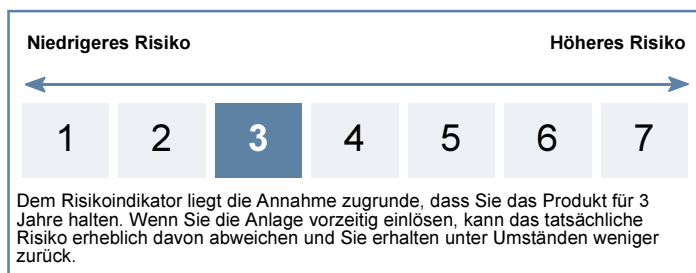 Niedrigeres Risiko Höheres Risiko
1 2 3 4 5 6 7
Dem Risikoindikator liegt die Annahme zugrunde, dass Sie das Produkt für 3
Jahre halten. Wenn Sie die Anlage vorzeitig einlösen, kann das tatsächliche
Risiko erheblich davon abweichen und Sie erhalten unter Umständen weniger
zurück.